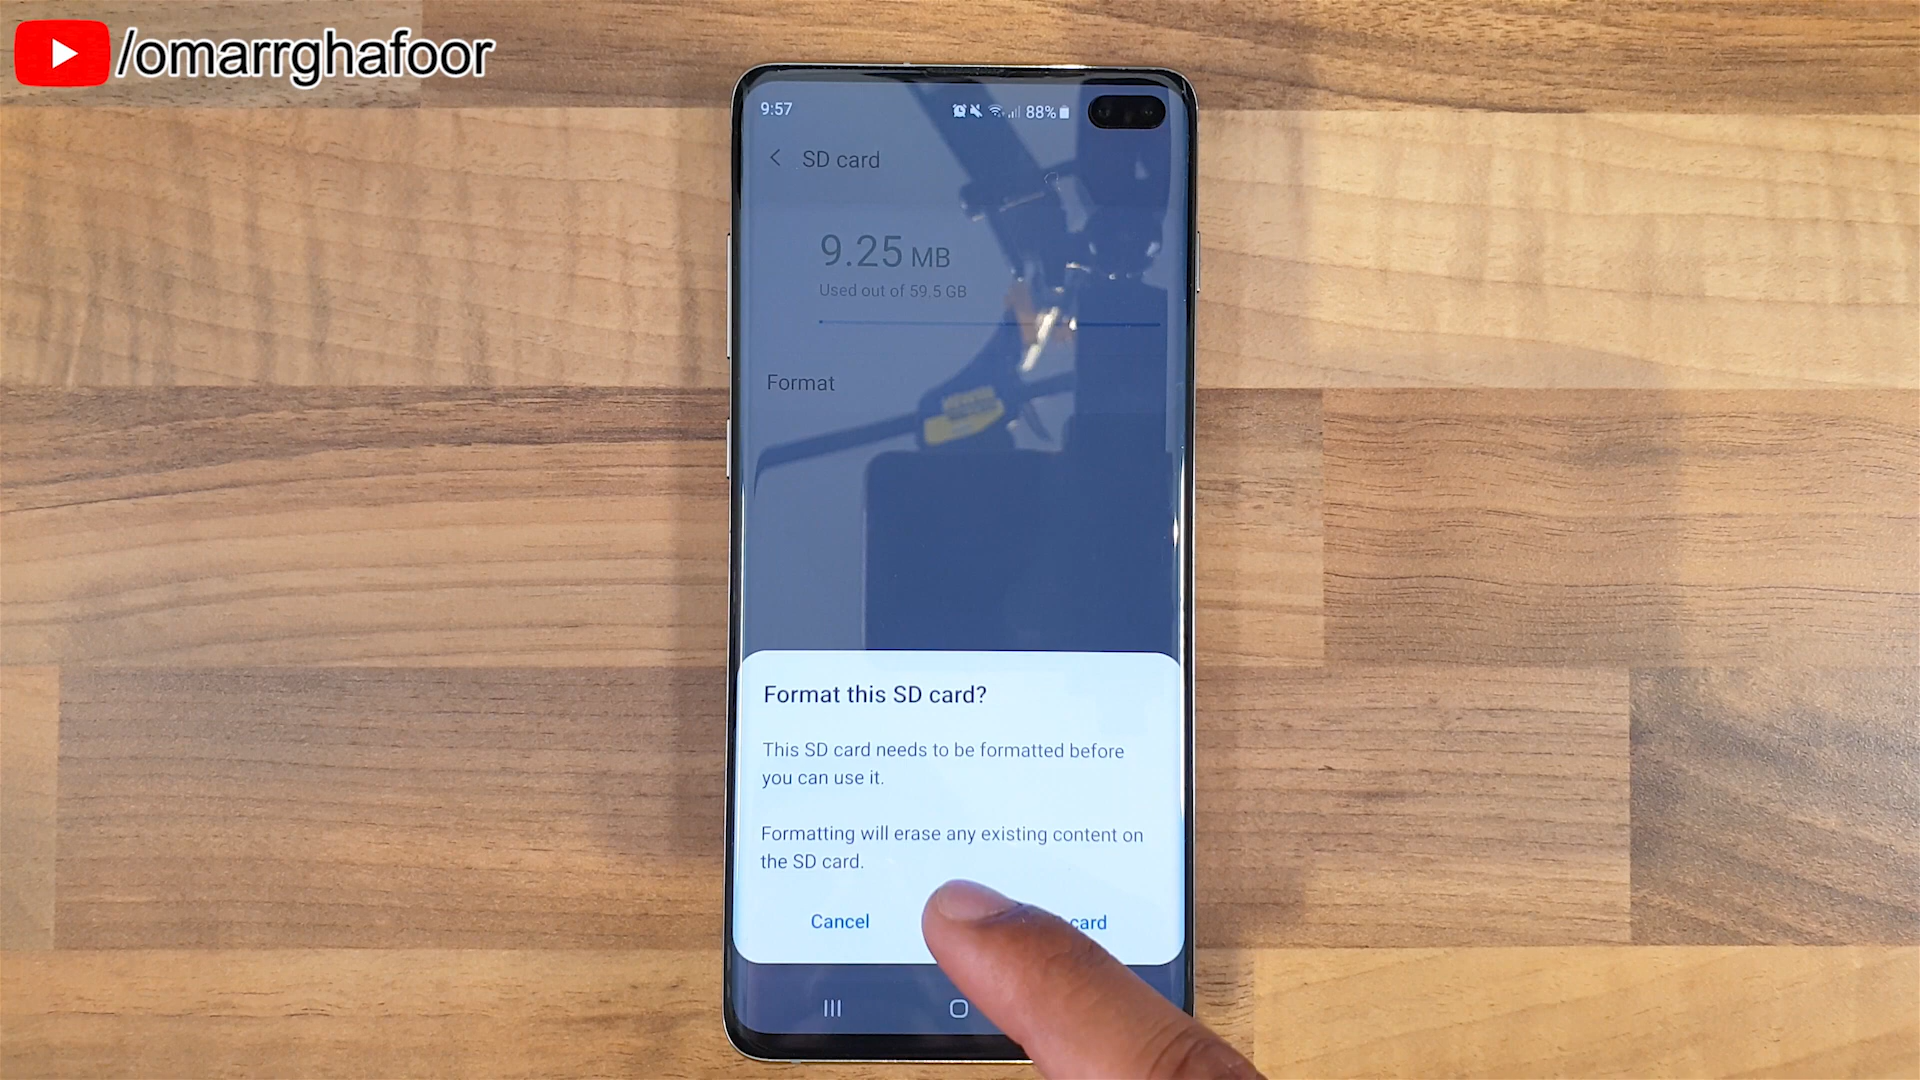 /omarrghafoor
9:57
88%
SD card
9.25 MB
Used out of 59.5 GB
Format
Format this SD card?
This SD card needs to be formatted before
you can use it.
Formatting will erase any existing content on
the SD card.
Cancel
card